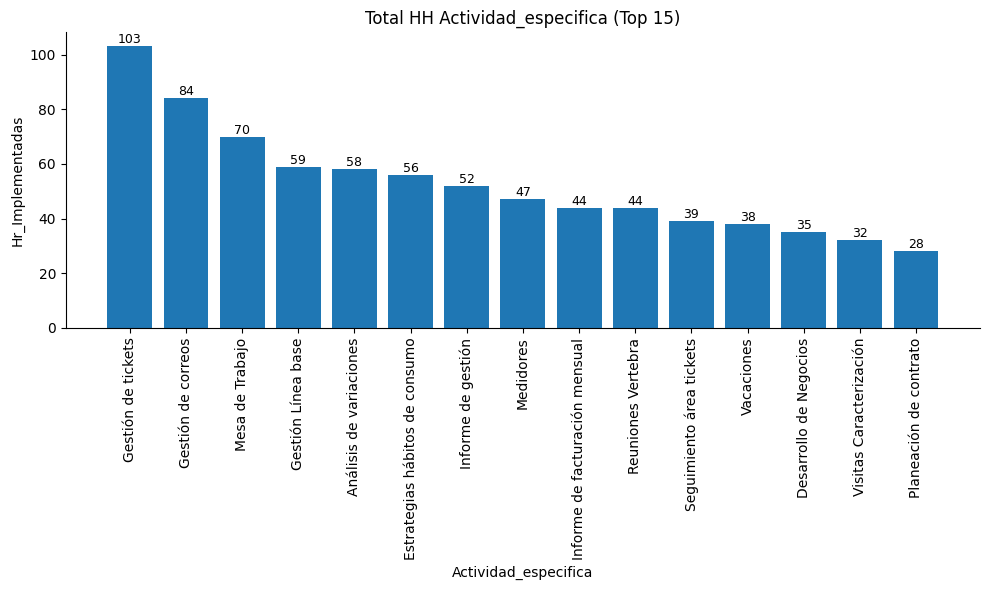 Total HH Actividad_especifica (Top 15)
Hr_Implementadas
100
80
60
40
20
0
103
84
70
59
58
56
52
47
44
44
39
38
35
32
28
Gestión de tickets
Gestión de correos
Mesa de Trabajo
Gestión Línea base
Análisis de variaciones
Estrategias hábitos de consumo
Informe de gestión
Medidores
Informe de facturación mensual
Reuniones Vertebra
Seguimiento área tickets
Vacaciones
Desarrollo de Negocios
Visitas Caracterización
Planeación de contrato
Actividad_especifica